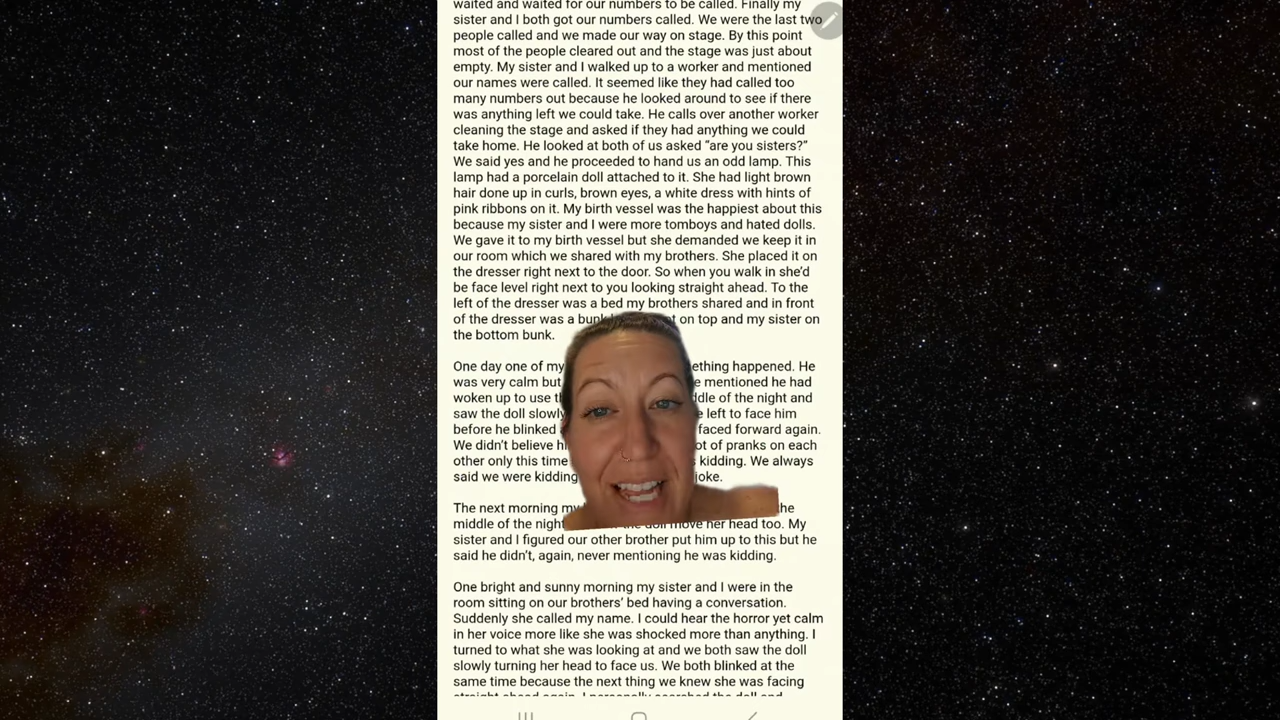 waited and waited for our numbers to be called. Finally my
sister and I both got our numbers called. We were the last two
people called and we made our way on stage. By this point
most of the people cleared out and the stage was just about
empty. My sister and I walked up to a worker and mentioned
our names were called. It seemed like they had called too
many numbers out because he looked around to see if there
was anything left we could take. He calls over another worker
cleaning the stage and asked if they had anything we could
take home. He looked at both of us asked “are you sisters?”
We said yes and he proceeded to hand us an odd lamp. This
lamp had a porcelain doll attached to it. She had light brown
hair done up in curls, brown eyes, a white dress with hints of
pink ribbons on it. My birth vessel was the happiest about this
because my sister and I were more tomboys and hated dolls.
We gave it to my birth vessel but she demanded we keep it in
our room which we shared with my brothers. She placed it on
the dresser right next to the door. So when you walk in she’d
be face level right next to you looking straight ahead. To the
left of the dresser was a bed my brothers shared and in front
of the dresser was a on top and my sister on
the bottom bunk.
One day one of my happened. He
was very calm but mentioned he had
woken up to use of the night and
saw the doll slowly left to face him
before he blinked faced forward again.
We didn’t believe of pranks on each
other only this time kidding. We always
said we were kidding joke.
The next morning the
middle of the night move her head too. My
sister and I figured our other brother put him up to this but he
said he didn’t, again, never mentioning he was kidding.
One bright and sunny morning my sister and I were in the
room sitting on our brothers’ bed having a conversation.
Suddenly she called my name. I could hear the horror yet calm
in her voice more like she was shocked more than anything. I
turned to what she was looking at and we both saw the doll
slowly turning her head to face us. We both blinked at the
same time because the next thing we knew she was facing